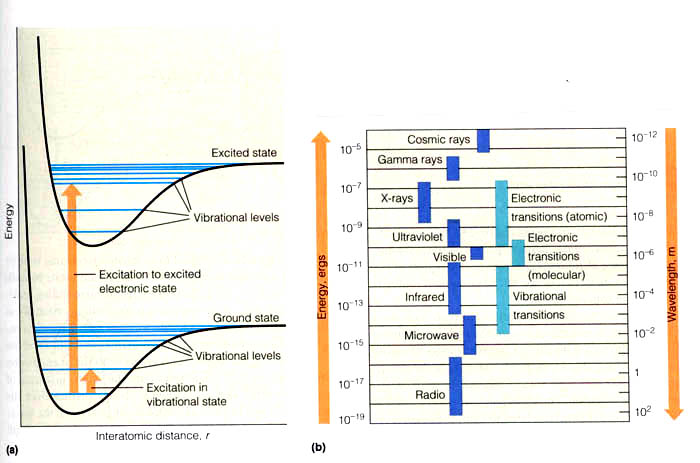 Excited state
Vibrational levels
Excitation to excited
electronic state
Ground state
Vibrational levels
Excitation in
vibrational state
Energy
Interatomic distance, r
(a)
Energy, ergs
10⁻⁵
10⁻⁷
10⁻⁹
10⁻¹¹
10⁻¹³
10⁻¹⁵
10⁻¹⁷
10⁻¹⁹
Cosmic rays
Gamma rays
X-rays
Ultraviolet
Visible
Infrared
Microwave
Radio
Electronic
transitions (atomic)
Electronic
transitions
(molecular)
Vibrational
transitions
10⁻¹²
10⁻¹⁰
10⁻⁸
10⁻⁶
10⁻⁴
10⁻²
1
10²
Wavelength, m
(b)